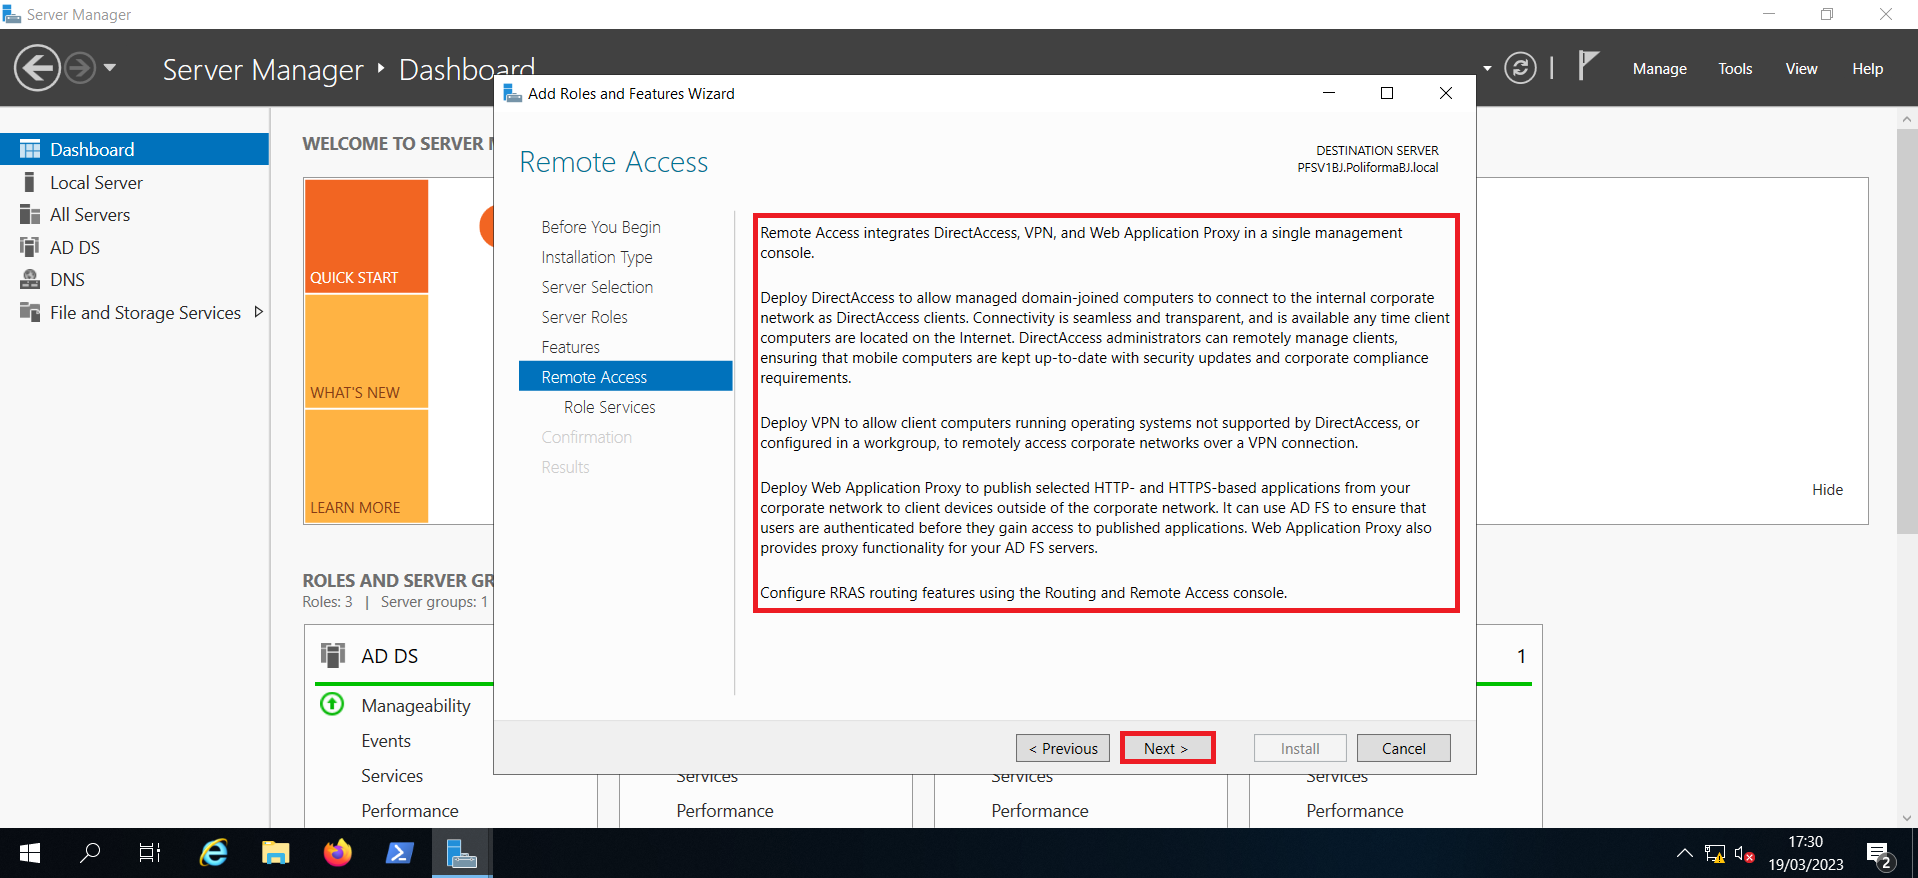 Server Manager
Server Manager ‣ Dashboard
Manage
Tools
View
Help
Dashboard
Local Server
All Servers
AD DS
DNS
File and Storage Services
WELCOME TO SERVER
QUICK START
WHAT'S NEW
LEARN MORE
Hide
ROLES AND SERVER GR
Roles: 3 | Server groups: 1
AD DS
1
Manageability
Events
Services
Performance
Services
Performance
Services
Performance
Services
Performance
Add Roles and Features Wizard
Remote Access
DESTINATION SERVER
PFSV1BJ.PoliformaBJ.local
Before You Begin
Installation Type
Server Selection
Server Roles
Features
Remote Access
Role Services
Confirmation
Results
Remote Access integrates DirectAccess, VPN, and Web Application Proxy in a single management
console.
Deploy DirectAccess to allow managed domain-joined computers to connect to the internal corporate
network as DirectAccess clients. Connectivity is seamless and transparent, and is available any time client
computers are located on the Internet. DirectAccess administrators can remotely manage clients,
ensuring that mobile computers are kept up-to-date with security updates and corporate compliance
requirements.
Deploy VPN to allow client computers running operating systems not supported by DirectAccess, or
configured in a workgroup, to remotely access corporate networks over a VPN connection.
Deploy Web Application Proxy to publish selected HTTP- and HTTPS-based applications from your
corporate network to client devices outside of the corporate network. It can use AD FS to ensure that
users are authenticated before they gain access to published applications. Web Application Proxy also
provides proxy functionality for your AD FS servers.
Configure RRAS routing features using the Routing and Remote Access console.
< Previous
Next >
Install
Cancel
17:30
19/03/2023
2